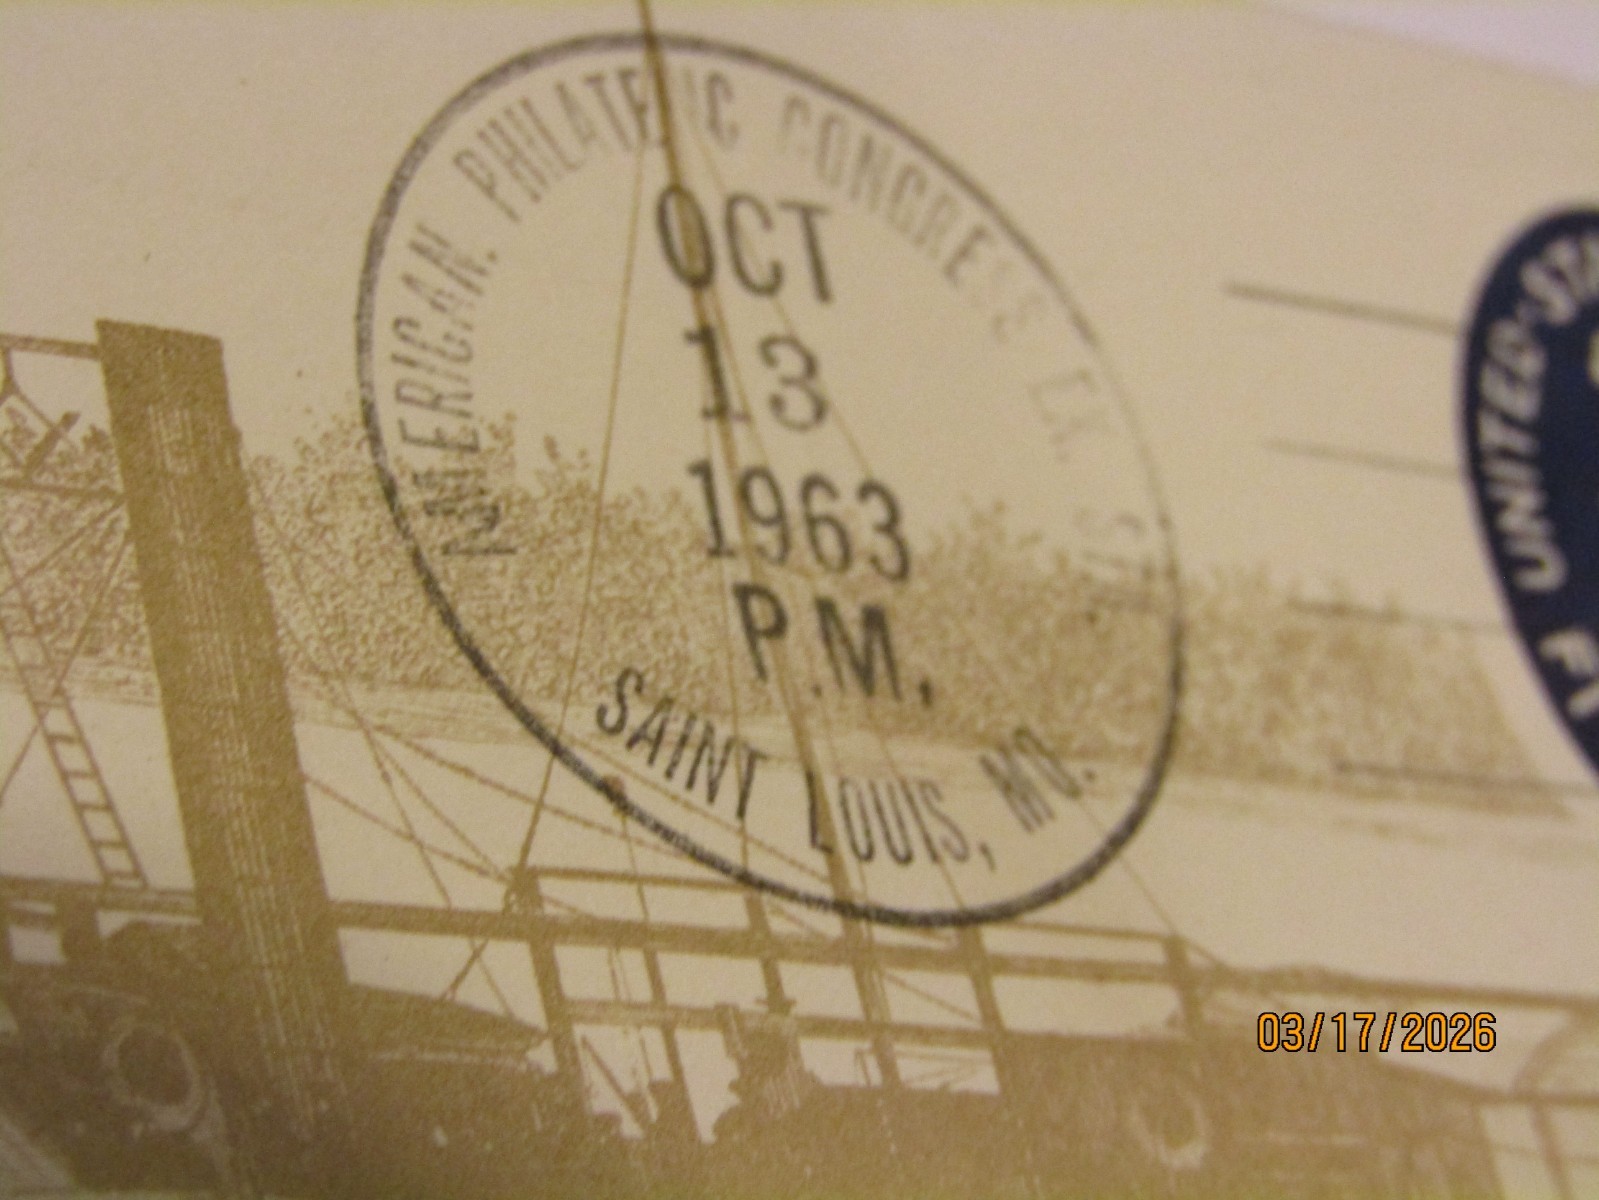 AMERICAN PHILATELIC CONGRESS EX. STA.
OCT
13
1963
P.M.
SAINT LOUIS, MO.
UNITED STA
03/17/2026